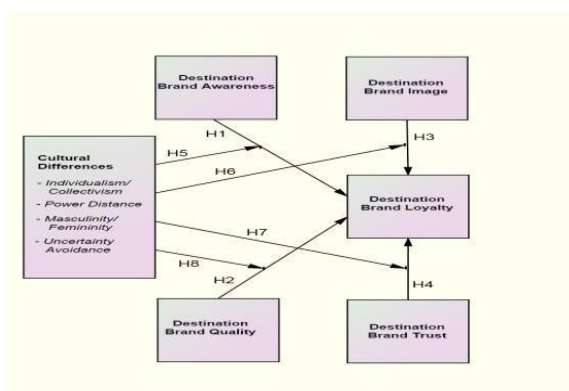 Destination
Brand Awareness
Destination
Brand Image
H1
H3
H5
H6
Cultural
Differences
- Individualism/
Collectivism
- Power Distance
- Masculinity/
Femininity
- Uncertainty
Avoidance
Destination
Brand Loyalty
H7
H8
H2
H4
Destination
Brand Quality
Destination
Brand Trust